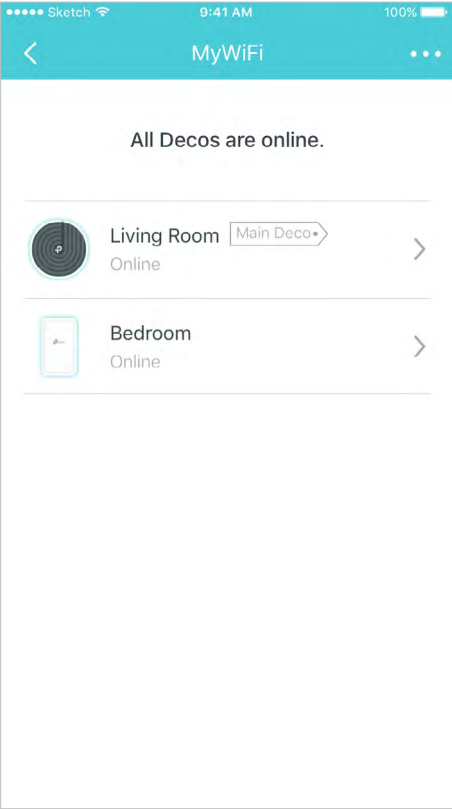 Sketch 9:41 AM 100%
MyWiFi
All Decos are online.
Living Room Main Deco
Online
Bedroom
Online